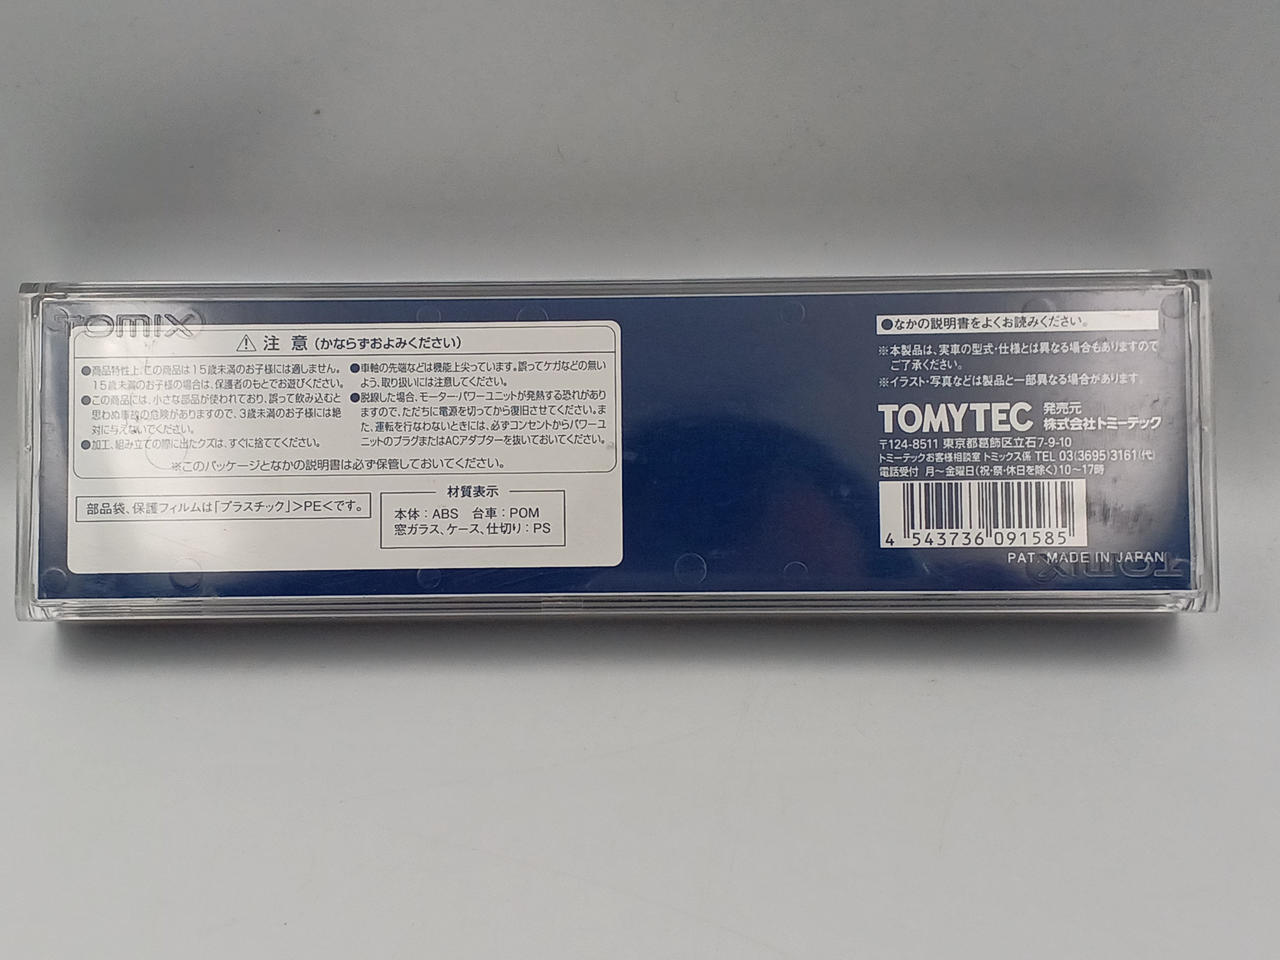 TOMIX
⚠ 注 意 (かならずおよみください)
●商品特性上、この商品は15歳未満のお子様には適しません。
15歳未満のお子様の場合は、保護者のもとでお遊びください。
●この商品には、小さな部品が使われており、誤って飲み込むと
思わぬ事故の危険がありますので、3歳未満のお子様には絶
対に与えないでください。
●加工、組み立ての際に出たクズは、すぐに捨ててください。
●車軸の先端などは機能上尖っています。誤ってケガなどの無い
よう、取り扱いには注意してください。
●脱線した場合、モーター・パワーユニットが発熱する恐れがあり
ますので、ただちに電源を切ってから復旧させてください。ま
た、運転を行なわないときには、必ずコンセントからパワーユ
ニットのプラグまたはACアダプターを抜いておいてください。
※このパッケージとなかの説明書は必ず保管しておいてください。
部品袋、保護フィルムは「プラスチック」>PE<です。
材質表示
本体:ABS 台車:POM
窓ガラス、ケース、仕切り:PS
●なかの説明書をよくお読みください。
※本製品は、実車の型式・仕様とは異なる場合もありますので
ご了承ください。
※イラスト・写真などは製品と一部異なる場合があります。
TOMYTEC 発売元
株式会社トミーテック
〒124-8511 東京都葛飾区立石7-9-10
トミーテックお客様相談室 トミックス係 TEL 03(3695)3161(代)
電話受付 月〜金曜日(祝・祭・休日を除く)10〜17時
4 543736 091585
PAT. MADE IN JAPAN
TOMIX